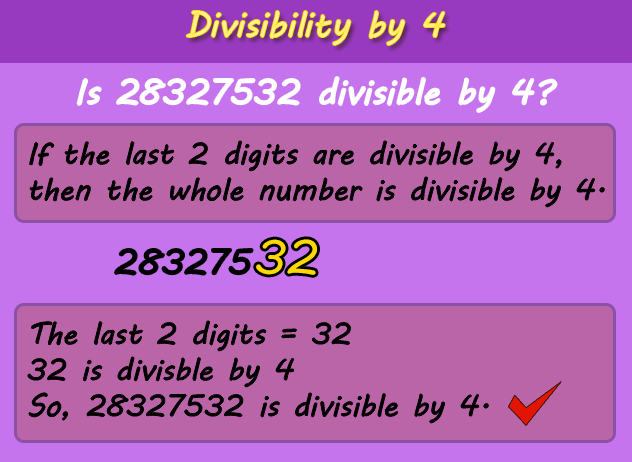 Divisibility by 4
Is 28327532 divisible by 4?
If the last 2 digits are divisible by 4,
then the whole number is divisible by 4.
28327532
The last 2 digits = 32
32 is divisble by 4
So, 28327532 is divisible by 4.